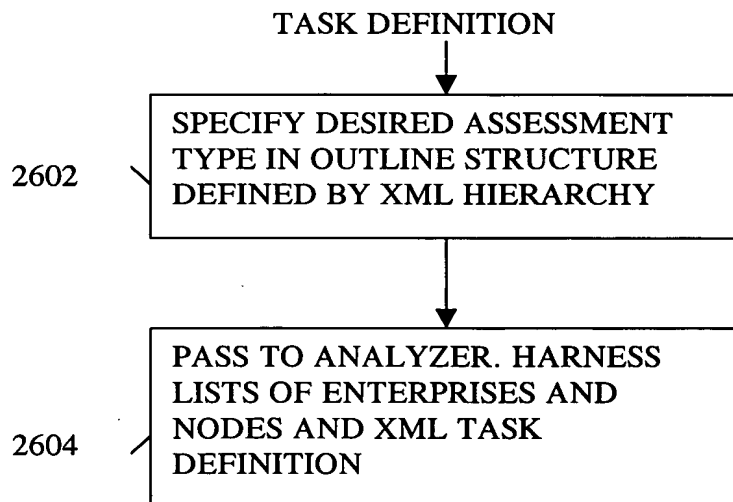 TASK DEFINITION
SPECIFY DESIRED ASSESSMENT
TYPE IN OUTLINE STRUCTURE
DEFINED BY XML HIERARCHY
2602
PASS TO ANALYZER. HARNESS
LISTS OF ENTERPRISES AND
NODES AND XML TASK
DEFINITION
2604